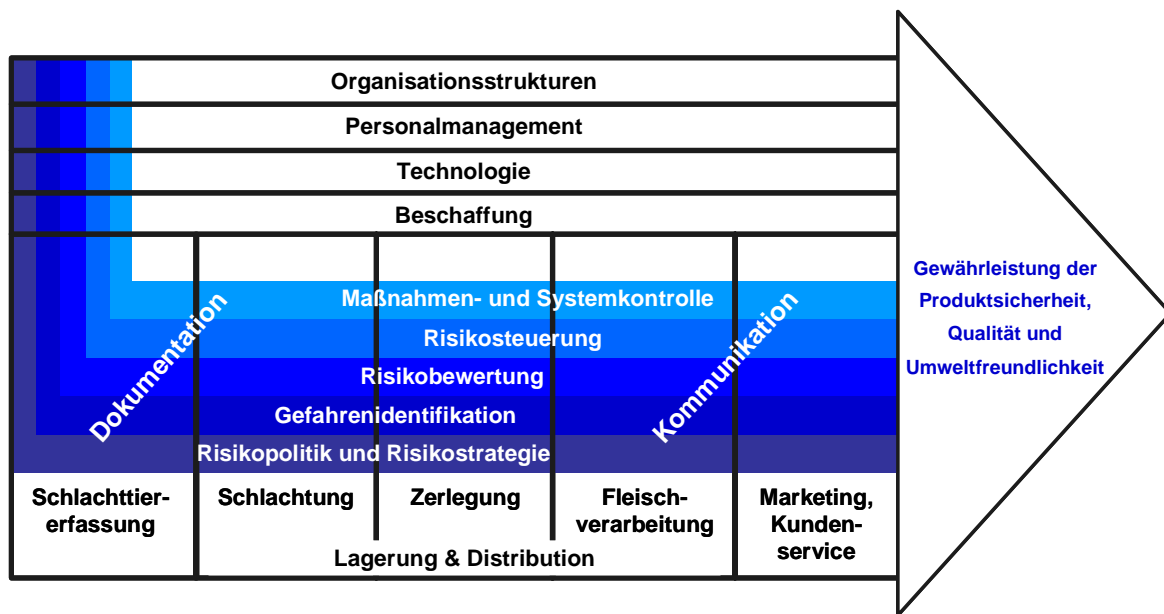 Organisationsstrukturen
Personalmanagement
Technologie
Beschaffung
Maßnahmen- und Systemkontrolle
Risikosteuerung
Risikobewertung
Gefahrenidentifikation
Risikopolitik und Risikostrategie
Dokumentation
Kommunikation
Schlachttier-
erfassung
Schlachtung
Zerlegung
Fleisch-
verarbeitung
Marketing,
Kunden-
service
Lagerung & Distribution
Gewährleistung der
Produktsicherheit,
Qualität und
Umweltfreundlichkeit